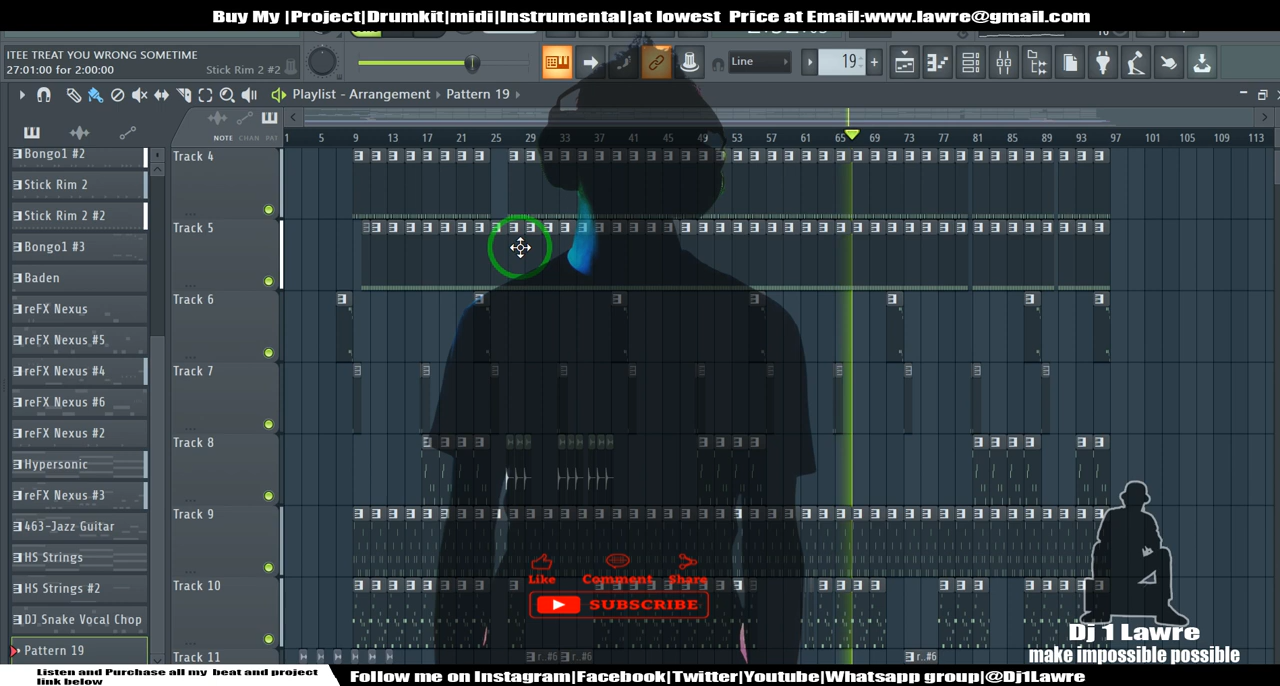 Buy My |Project|Drumkit|midi|Instrumental|at lowest Price at Email:www.lawre@gmail.com
ITEE TREAT YOU WRONG SOMETIME
27:01:00 for 2:00:00
Stick Rim 2 #2
Line
19
Playlist - Arrangement
Pattern 19
NOTE CHAN PAT
1 5 9 13 17 21 25 29 33 37 41 45 49 53 57 61 65 69 73 77 81 85 89 93 97 101 105 109 113
Bongo1 #2
Stick Rim 2
Stick Rim 2 #2
Bongo1 #3
Baden
reFX Nexus
reFX Nexus #5
reFX Nexus #4
reFX Nexus #6
reFX Nexus #2
Hypersonic
reFX Nexus #3
463-Jazz Guitar
HS Strings
HS Strings #2
DJ Snake Vocal Chop
Pattern 19
Track 4
Track 5
Track 6
Track 7
Track 8
Track 9
Track 10
Track 11
r..#6
r..#6
r..#6
Like
Comment
Share
SUBSCRIBE
Dj 1 Lawre
make impossible possible
Listen and Purchase all my beat and project
link below
Follow me on Instagram|Facebook|Twitter|Youtube|Whatsapp group|@Dj1Lawre